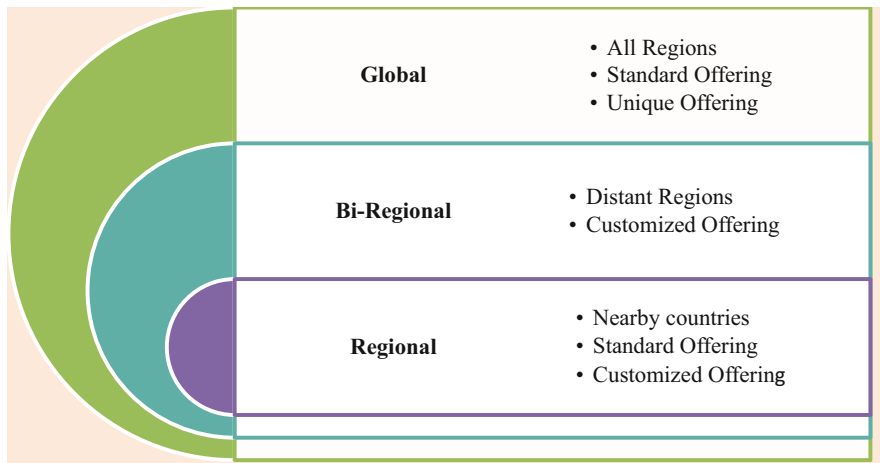 Global
• All Regions
• Standard Offering
• Unique Offering
Bi-Regional
• Distant Regions
• Customized Offering
Regional
• Nearby countries
• Standard Offering
• Customized Offering